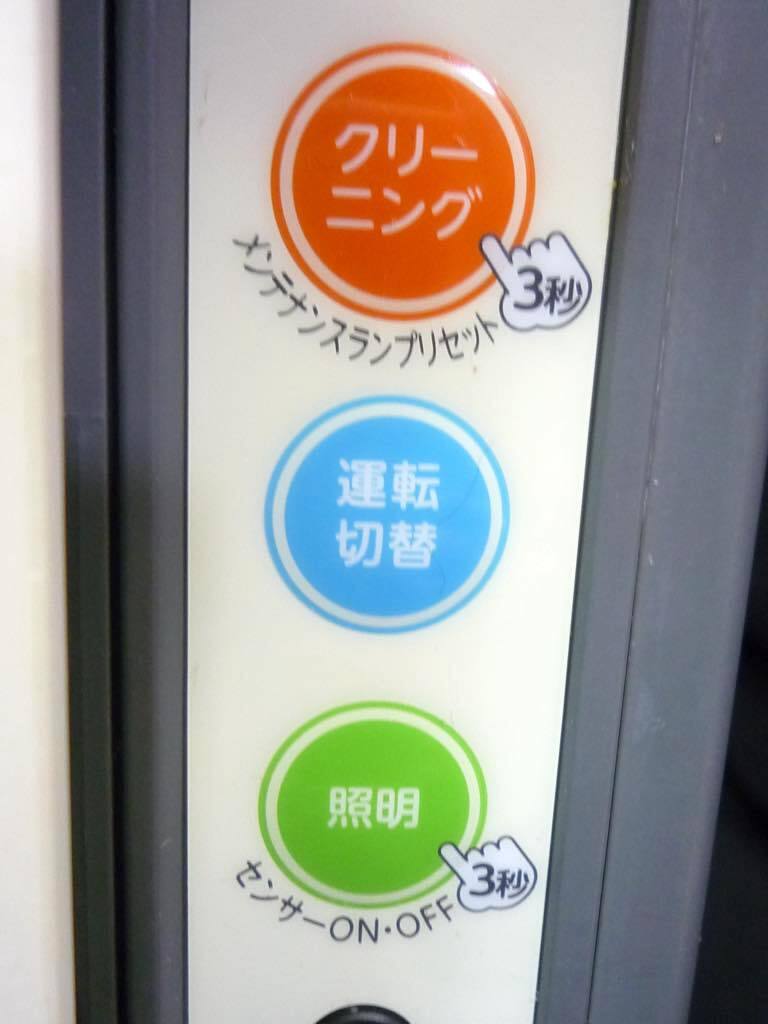 クリー
ニング
3秒
メンテナンスランプリセット
運転
切替
照明
3秒
センサーON・OFF